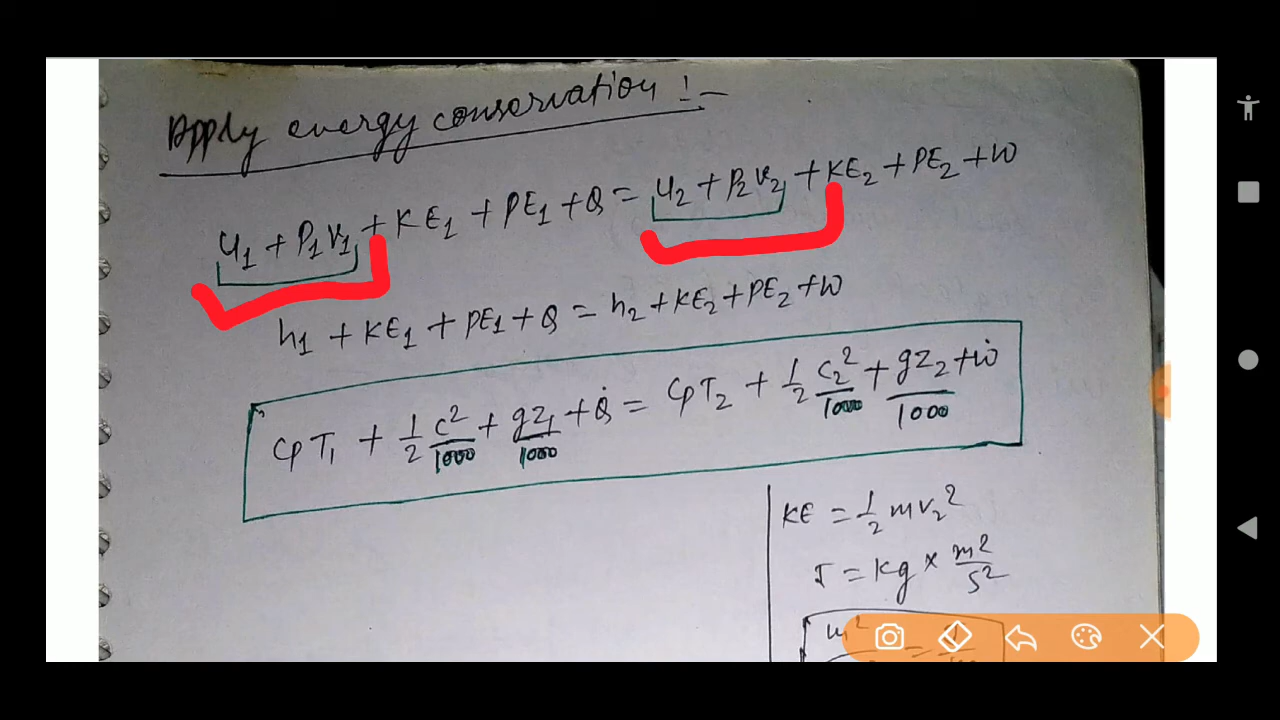 Apply energy conservation :-
u₁ + P₁v₁ + KE₁ + PE₁ + Q = u₂ + P₂v₂ + KE₂ + PE₂ + W
h₁ + KE₁ + PE₁ + Q = h₂ + KE₂ + PE₂ + W
CpT₁ + 1/2 c²/1000 + gz₁/1000 + Q̇ = CpT₂ + 1/2 c₂²/1000 + gz₂/1000 + ẇ
KE = 1/2 mv₂²
J = kg × m²/s²